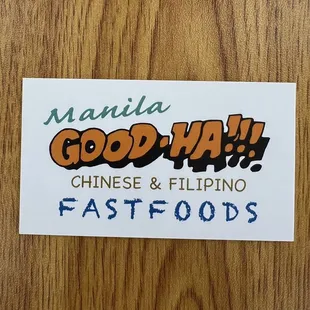 Manila
GOOD-HA!!!
CHINESE & FILIPINO
FASTFOODS